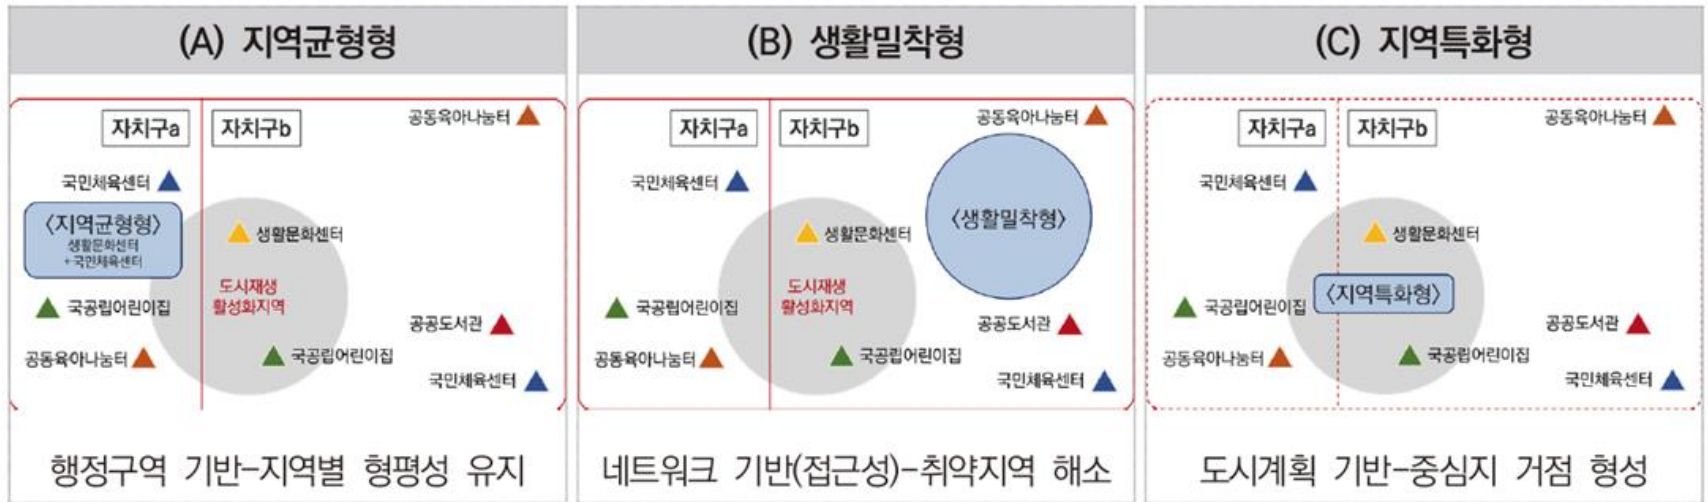 (A) 지역균형형
자치구a
자치구b
공동육아나눔터
국민체육센터
〈지역균형형〉
생활문화센터
+국민체육센터
생활문화센터
도시재생
활성화지역
국공립어린이집
공공도서관
공동육아나눔터
국공립어린이집
국민체육센터
행정구역 기반-지역별 형평성 유지
(B) 생활밀착형
자치구a
자치구b
공동육아나눔터
국민체육센터
〈생활밀착형〉
생활문화센터
도시재생
활성화지역
국공립어린이집
공공도서관
공동육아나눔터
국공립어린이집
국민체육센터
네트워크 기반(접근성)-취약지역 해소
(C) 지역특화형
자치구a
자치구b
공동육아나눔터
국민체육센터
생활문화센터
〈지역특화형〉
국공립어린이집
공공도서관
공동육아나눔터
국공립어린이집
국민체육센터
도시계획 기반-중심지 거점 형성